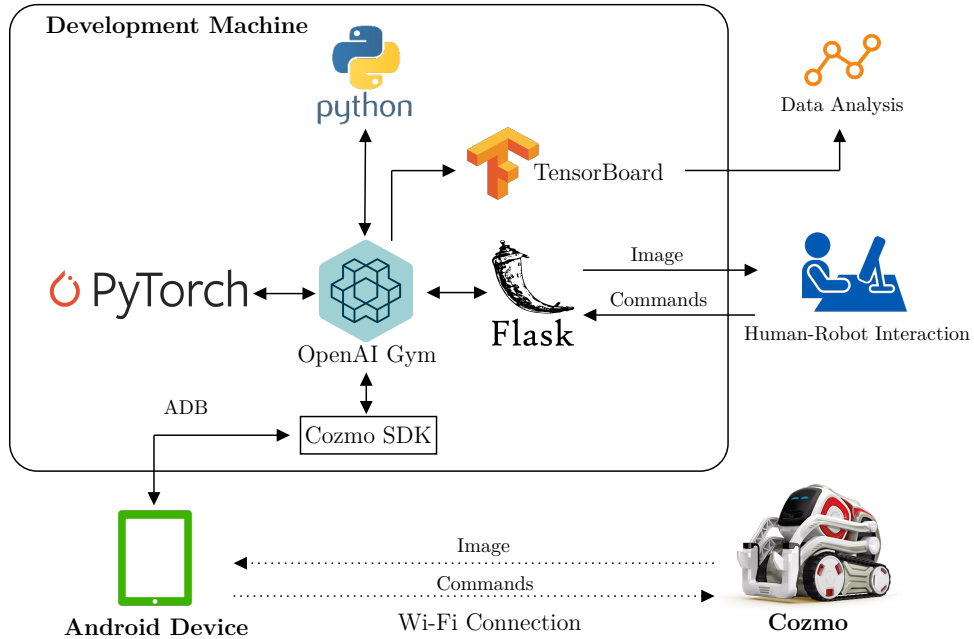 Development Machine
python
Data Analysis
TensorBoard
PyTorch
Image
Commands
Flask
Human-Robot Interaction
OpenAI Gym
ADB
Cozmo SDK
Image
Commands
Wi-Fi Connection
Android Device
Cozmo